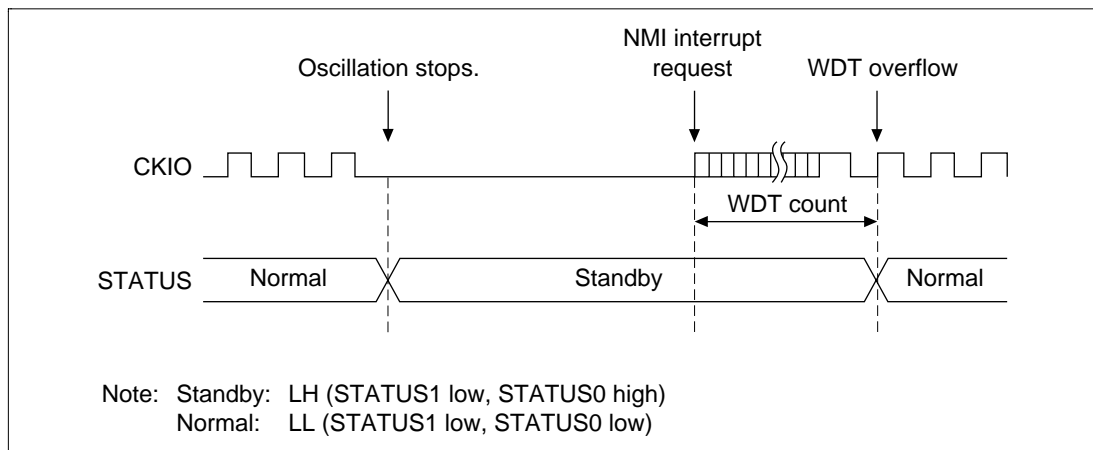 NMI interrupt
request
Oscillation stops.
WDT overflow
CKIO
WDT count
STATUS
Normal
Standby
Normal
Note: Standby: LH (STATUS1 low, STATUS0 high)
Normal: LL (STATUS1 low, STATUS0 low)